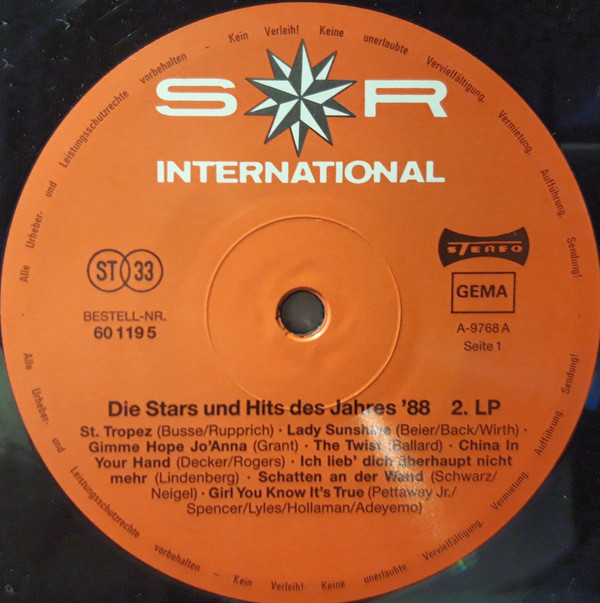 Alle Urheber- und Leistungsschutzrechte vorbehalten - Kein Verleih! Keine unerlaubte Vervielfältigung, Vermietung, Aufführung, Sendung!
S R
INTERNATIONAL
ST 33
STEREO
BESTELL-NR.
60 119 5
GEMA
A-9768 A
Seite 1
Die Stars und Hits des Jahres '88 2. LP
St. Tropez (Busse/Rupprich) · Lady Sunshine (Beier/Back/Wirth) ·
Gimme Hope Jo'Anna (Grant) · The Twist (Ballard) · China In
Your Hand (Decker/Rogers) · Ich lieb' dich überhaupt nicht
mehr (Lindenberg) · Schatten an der Wand (Schwarz/
Neigel) · Girl You Know It's True (Pettaway Jr./
Spencer/Lyles/Hollaman/Adeyemo)
Alle Urheber- und Leistungsschutzrechte vorbehalten - Kein Verleih! Keine unerlaubte Vervielfältigung, Vermietung, Aufführung, Sendung!